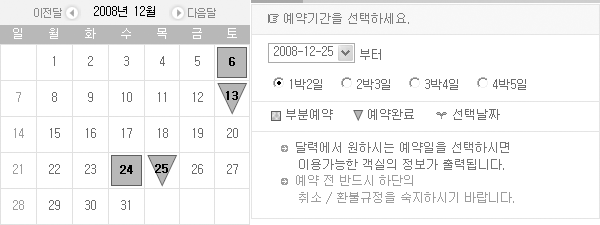 이전달 2008년 12월 다음달
일 월 화 수 목 금 토
1 2 3 4 5 6
7 8 9 10 11 12 13
14 15 16 17 18 19 20
21 22 23 24 25 26 27
28 29 30 31
예약기간을 선택하세요.
2008-12-25 부터
1박2일 2박3일 3박4일 4박5일
부분예약 예약완료 선택날짜
달력에서 원하시는 예약일을 선택하시면
이용가능한 객실의 정보가 출력됩니다.
예약 전 반드시 하단의
취소 / 환불규정을 숙지하시기 바랍니다.